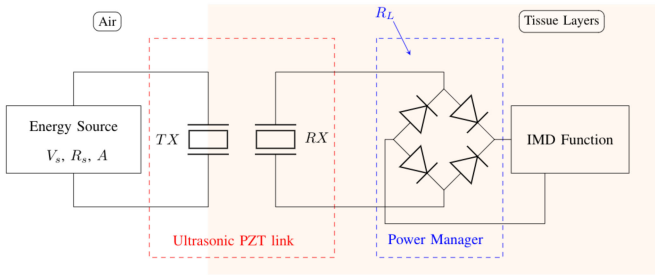 Air
R_L
Tissue Layers
Energy Source
V_s, R_s, A
TX
RX
IMD Function
Ultrasonic PZT link
Power Manager